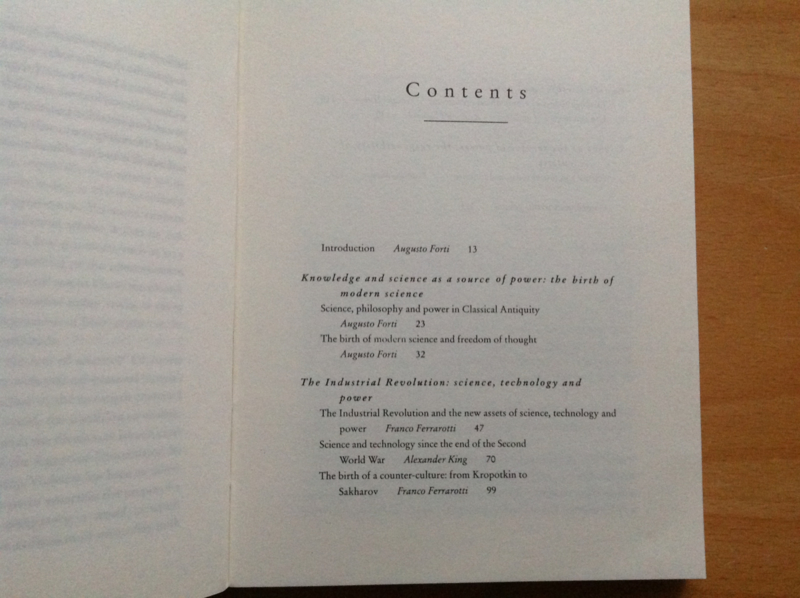 Contents
Introduction Augusto Forti 13
Knowledge and science as a source of power: the birth of
modern science
Science, philosophy and power in Classical Antiquity
Augusto Forti 23
The birth of modern science and freedom of thought
Augusto Forti 32
The Industrial Revolution: science, technology and
power
The Industrial Revolution and the new assets of science, technology and
power Franco Ferrarotti 47
Science and technology since the end of the Second
World War Alexander King 70
The birth of a counter-culture: from Kropotkin to
Sakharov Franco Ferrarotti 99